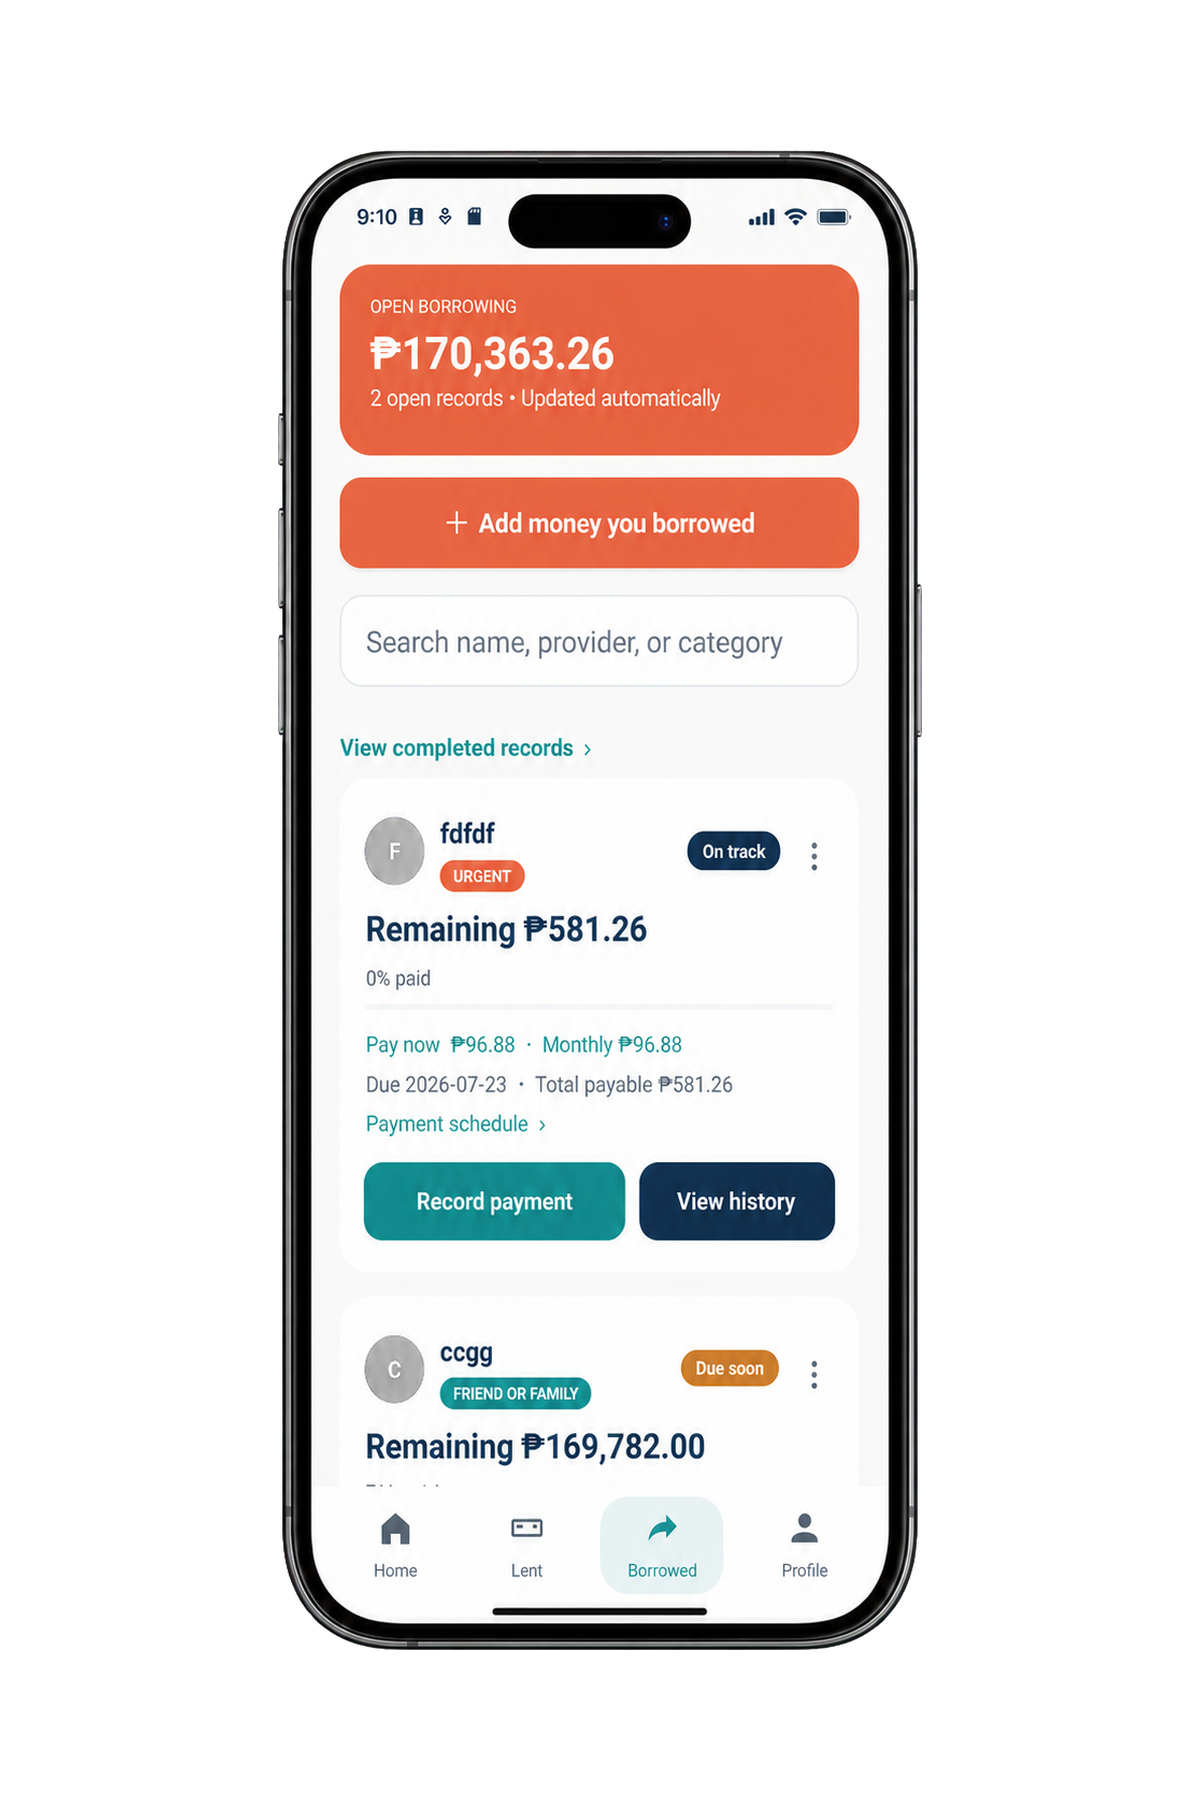 9:10
OPEN BORROWING
₱170,363.26
2 open records • Updated automatically
+ Add money you borrowed
Search name, provider, or category
View completed records ›
F
fdfdf
URGENT
On track
Remaining ₱581.26
0% paid
Pay now ₱96.88 · Monthly ₱96.88
Due 2026-07-23 · Total payable ₱581.26
Payment schedule ›
Record payment
View history
C
ccgg
FRIEND OR FAMILY
Due soon
Remaining ₱169,782.00
Home
Lent
Borrowed
Profile